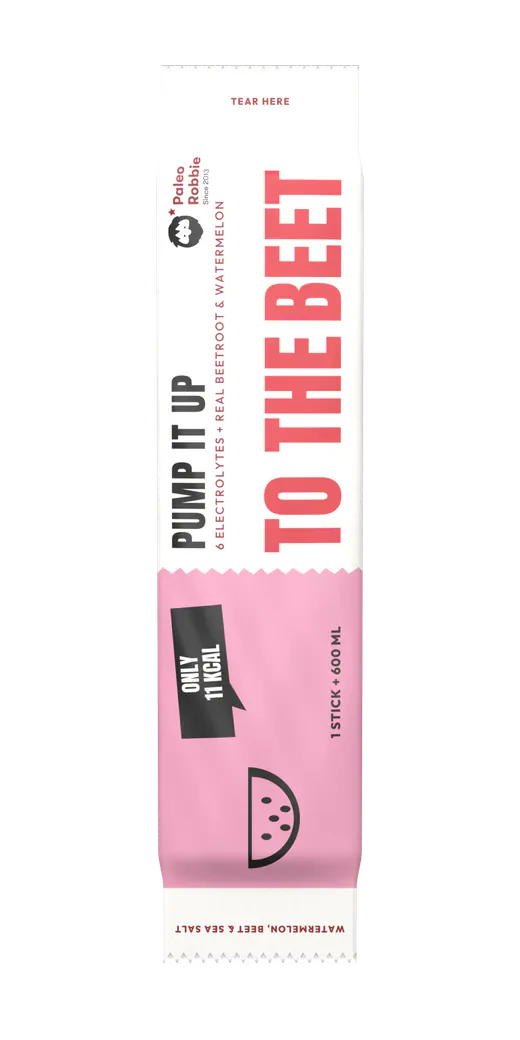 TEAR HERE
Paleo
Robbie
Since 2013
PUMP IT UP
6 ELECTROLYTES + REAL BEETROOT & WATERMELON
TO THE BEET
ONLY
11 KCAL
1 STICK + 600 ML
WATERMELON, BEET & SEA SALT